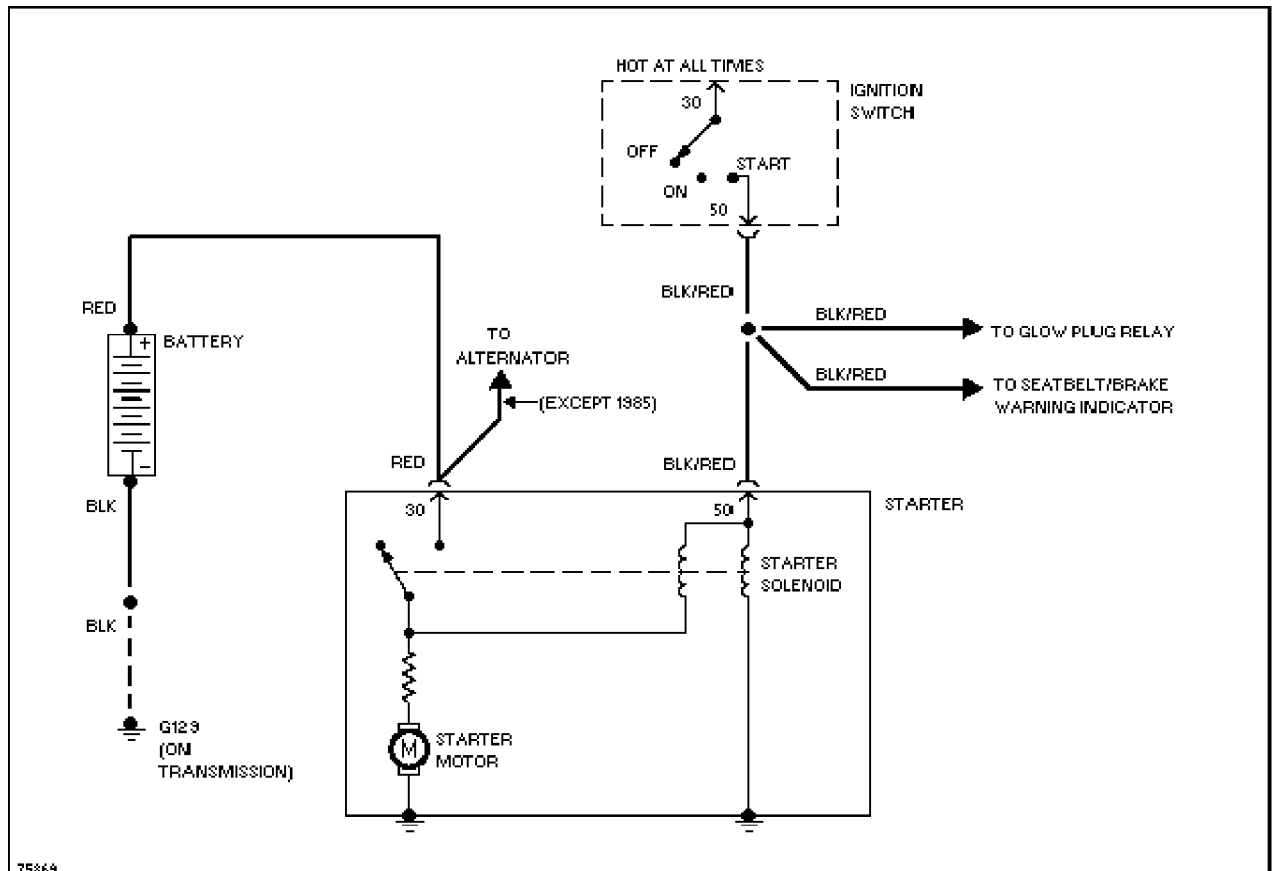 HOT AT ALL TIMES
30
IGNITION
SWITCH
OFF
START
ON
50
RED
BLK/RED
BLK/RED
TO GLOW PLUG RELAY
+
BATTERY
TO
ALTERNATOR
(EXCEPT 1985)
BLK/RED
TO SEATBELT/BRAKE
WARNING INDICATOR
–
RED
BLK/RED
BLK
30
50
STARTER
STARTER
SOLENOID
BLK
G129
(ON
TRANSMISSION)
M
STARTER
MOTOR
75869